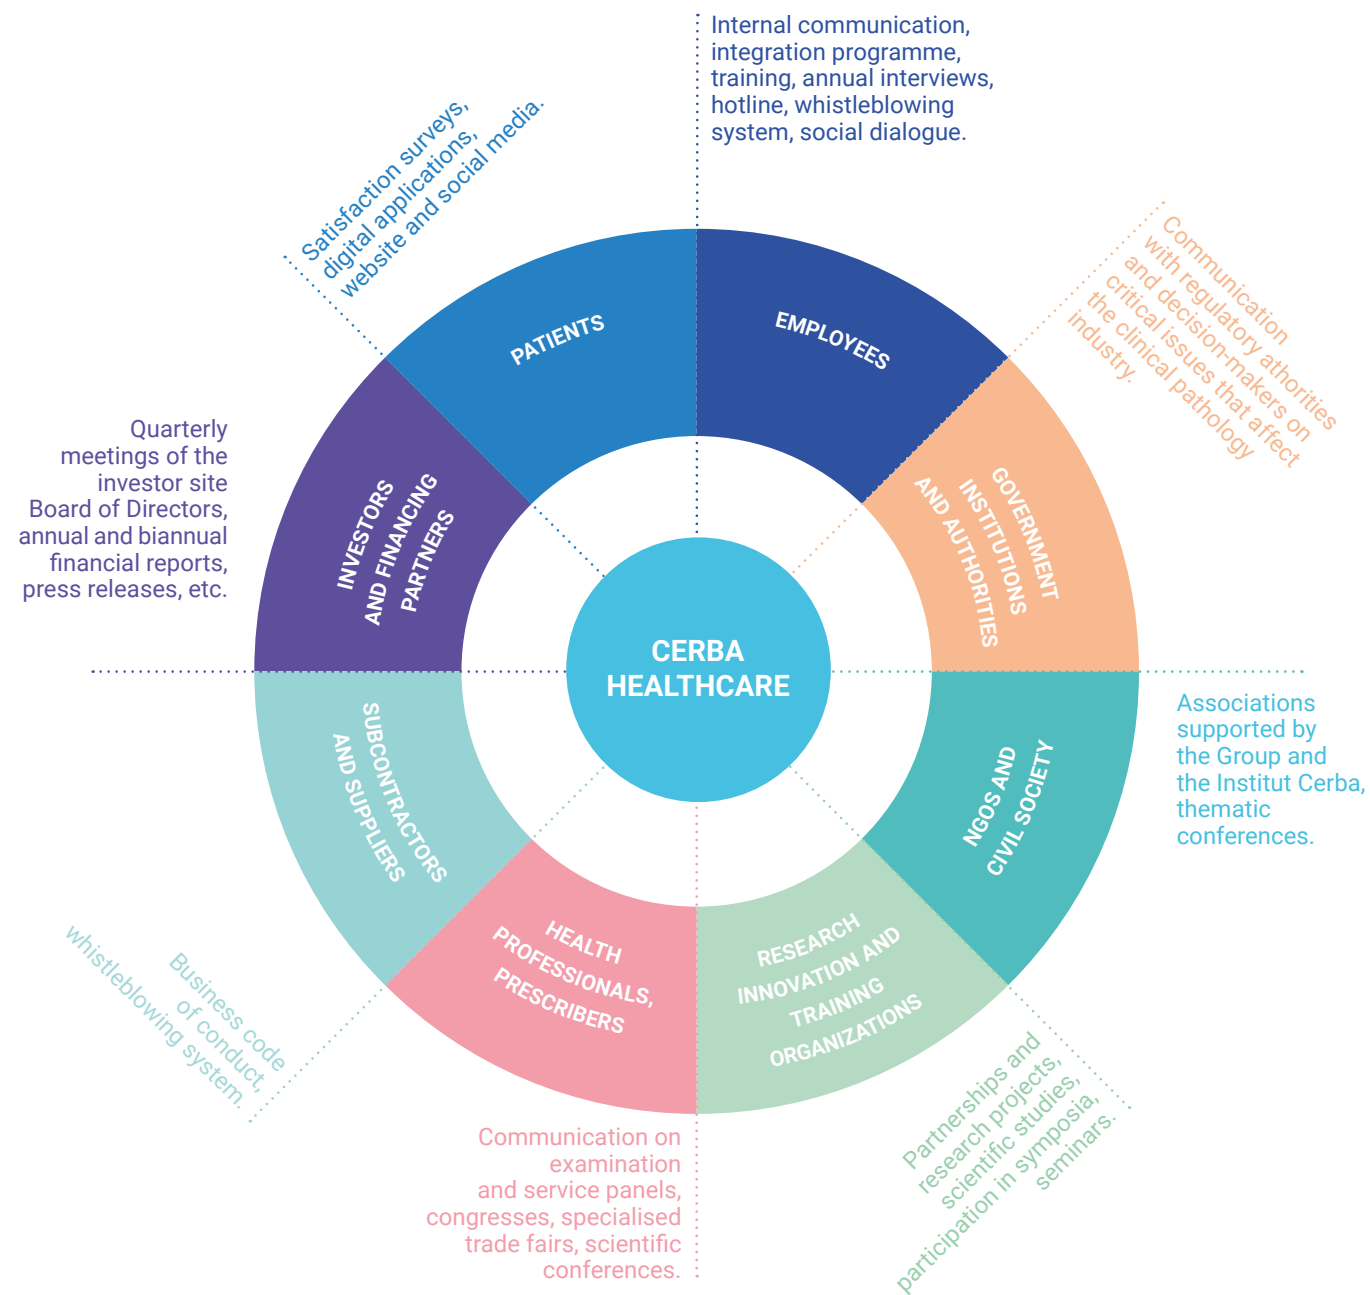 Internal communication,
integration programme,
training, annual interviews,
hotline, whistleblowing
system, social dialogue.
EMPLOYEES
Communication
with regulatory athorities
and decision-makers on
critical issues that affect
the clinical pathology
industry.
GOVERNMENT
INSTITUTIONS
AND AUTHORITIES
Associations
supported by
the Group and
the Institut Cerba,
thematic
conferences.
NGOS AND
CIVIL SOCIETY
Partnerships and
research projects,
scientific studies,
participation in symposia,
seminars.
RESEARCH
INNOVATION AND
TRAINING
ORGANIZATIONS
Communication on
examination
and service panels,
congresses, specialised
trade fairs, scientific
conferences.
HEALTH
PROFESSIONALS,
PRESCRIBERS
Business code
of conduct,
whistleblowing system.
SUBCONTRACTORS
AND SUPPLIERS
Quarterly
meetings of the
investor site
Board of Directors,
annual and biannual
financial reports,
press releases, etc.
INVESTORS
AND FINANCING
PARTNERS
Satisfaction surveys,
digital applications,
website and social media.
PATIENTS
CERBA
HEALTHCARE